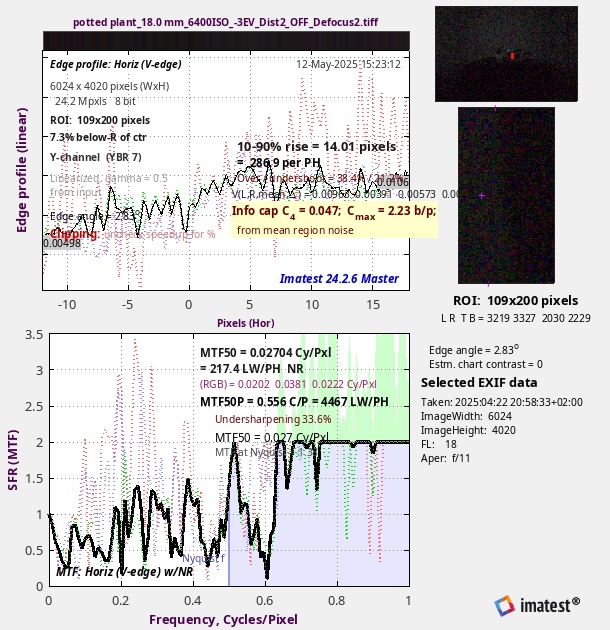 potted plant_18.0 mm_6400ISO_-3EV_Dist2_OFF_Defocus2.tiff
Edge profile: Horiz (V-edge)
12-May-2025 15:23:12
6024 x 4020 pixels (WxH)
24.2 Mpxls   8 bit
ROI:  109x200 pixels
7.3% below-R of ctr
Y-channel  (YBR 7)
Linearized, gamma = 0.5
from input
Edge angle = 2.83°
Clipping:
0.00498
10-90% rise = 14.01 pixels
=  286.9 per PH
0.0106
Info cap C4 = 0.047;  Cmax = 2.23 b/p;
from mean region noise
Imatest 24.2.6 Master
Edge profile (linear)
-10 -5 0 5 10 15
Pixels (Hor)
ROI:  109x200 pixels
L R  T B = 3219 3327  2030 2229
Edge angle = 2.83°
Estm. chart contrast = 0
Selected EXIF data
Taken: 2025:04:22 20:58:33+02:00
ImageWidth:  6024
ImageHeight:  4020
FL:   18
Aper:  f/11
MTF50 = 0.02704 Cy/Pxl
= 217.4 LW/PH  NR
(RGB) = 0.0202  0.0381  0.0222 Cy/Pxl
MTF50P = 0.556 C/P = 4467 LW/PH
Undersharpening 33.6%
MTF50 = 0.027 Cy/Pxl
Nyquist f
MTF: Horiz (V-edge) w/NR
SFR (MTF)
3.5
3
2.5
2
1.5
1
0.5
0
0 0.2 0.4 0.6 0.8 1
Frequency, Cycles/Pixel
imatest®